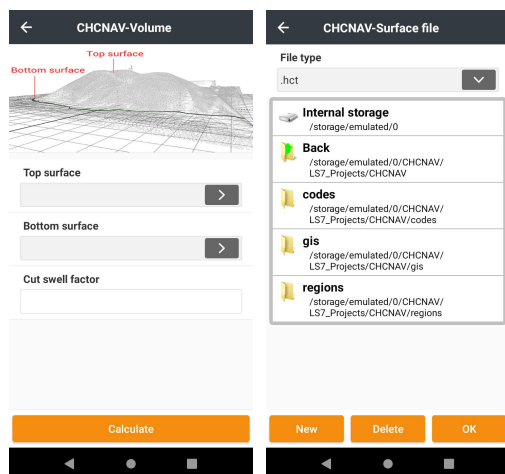 CHCNAV-Volume
Top surface
Bottom surface
Top surface
Bottom surface
Cut swell factor
Calculate
CHCNAV-Surface file
File type
.hct
Internal storage
/storage/emulated/0
Back
/storage/emulated/0/CHCNAV/
LS7_Projects/CHCNAV
codes
/storage/emulated/0/CHCNAV/
LS7_Projects/CHCNAV/codes
gis
/storage/emulated/0/CHCNAV/
LS7_Projects/CHCNAV/gis
regions
/storage/emulated/0/CHCNAV/
LS7_Projects/CHCNAV/regions
New
Delete
OK